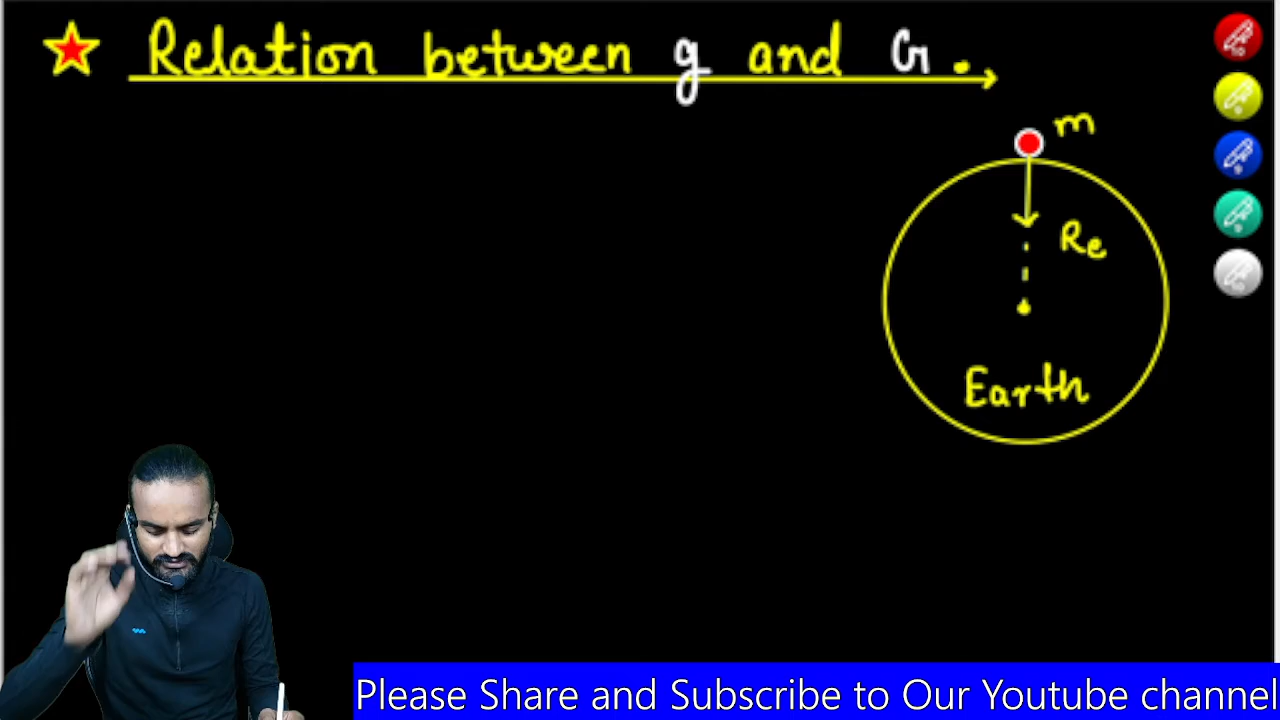 Relation between g and G.
m
Re
Earth
Please Share and Subscribe to Our Youtube channel